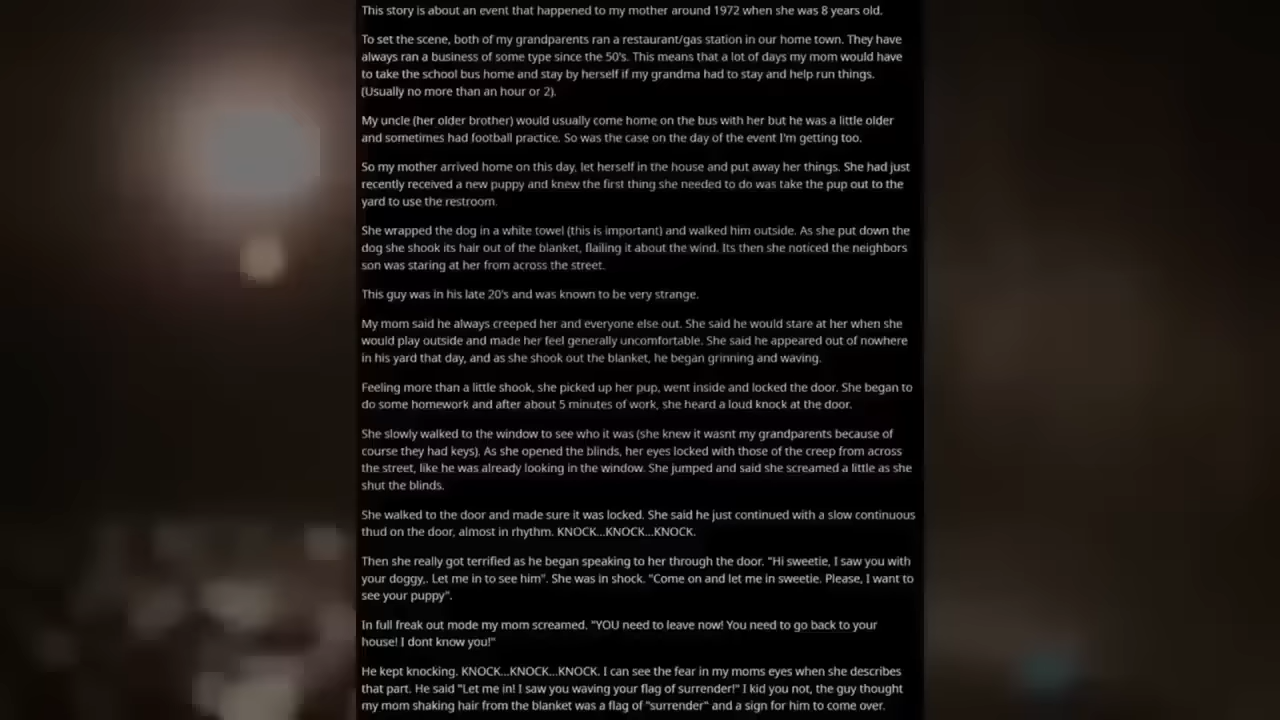 This story is about an event that happened to my mother around 1972 when she was 8 years old.
To set the scene, both of my grandparents ran a restaurant/gas station in our home town. They have
always ran a business of some type since the 50's. This means that a lot of days my mom would have
to take the school bus home and stay by herself if my grandma had to stay and help run things.
(Usually no more than an hour or 2).
My uncle (her older brother) would usually come home on the bus with her but he was a little older
and sometimes had football practice. So was the case on the day of the event I'm getting too.
So my mother arrived home on this day, let herself in the house and put away her things. She had just
recently received a new puppy and knew the first thing she needed to do was take the pup out to the
yard to use the restroom.
She wrapped the dog in a white towel (this is important) and walked him outside. As she put down the
dog she shook its hair out of the blanket, flailing it about the wind. Its then she noticed the neighbors
son was staring at her from across the street.
This guy was in his late 20's and was known to be very strange.
My mom said he always creeped her and everyone else out. She said he would stare at her when she
would play outside and made her feel generally uncomfortable. She said he appeared out of nowhere
in his yard that day, and as she shook out the blanket, he began grinning and waving.
Feeling more than a little shook, she picked up her pup, went inside and locked the door. She began to
do some homework and after about 5 minutes of work, she heard a loud knock at the door.
She slowly walked to the window to see who it was (she knew it wasnt my grandparents because of
course they had keys). As she opened the blinds, her eyes locked with those of the creep from across
the street, like he was already looking in the window. She jumped and said she screamed a little as she
shut the blinds.
She walked to the door and made sure it was locked. She said he just continued with a slow continuous
thud on the door, almost in rhythm. KNOCK...KNOCK...KNOCK.
Then she really got terrified as he began speaking to her through the door. "Hi sweetie, I saw you with
your doggy,. Let me in to see him". She was in shock. "Come on and let me in sweetie. Please, I want to
see your puppy".
In full freak out mode my mom screamed. "YOU need to leave now! You need to go back to your
house! I dont know you!"
He kept knocking. KNOCK...KNOCK...KNOCK. I can see the fear in my moms eyes when she describes
that part. He said "Let me in! I saw you waving your flag of surrender!" I kid you not, the guy thought
my mom shaking hair from the blanket was a flag of "surrender" and a sign for him to come over.